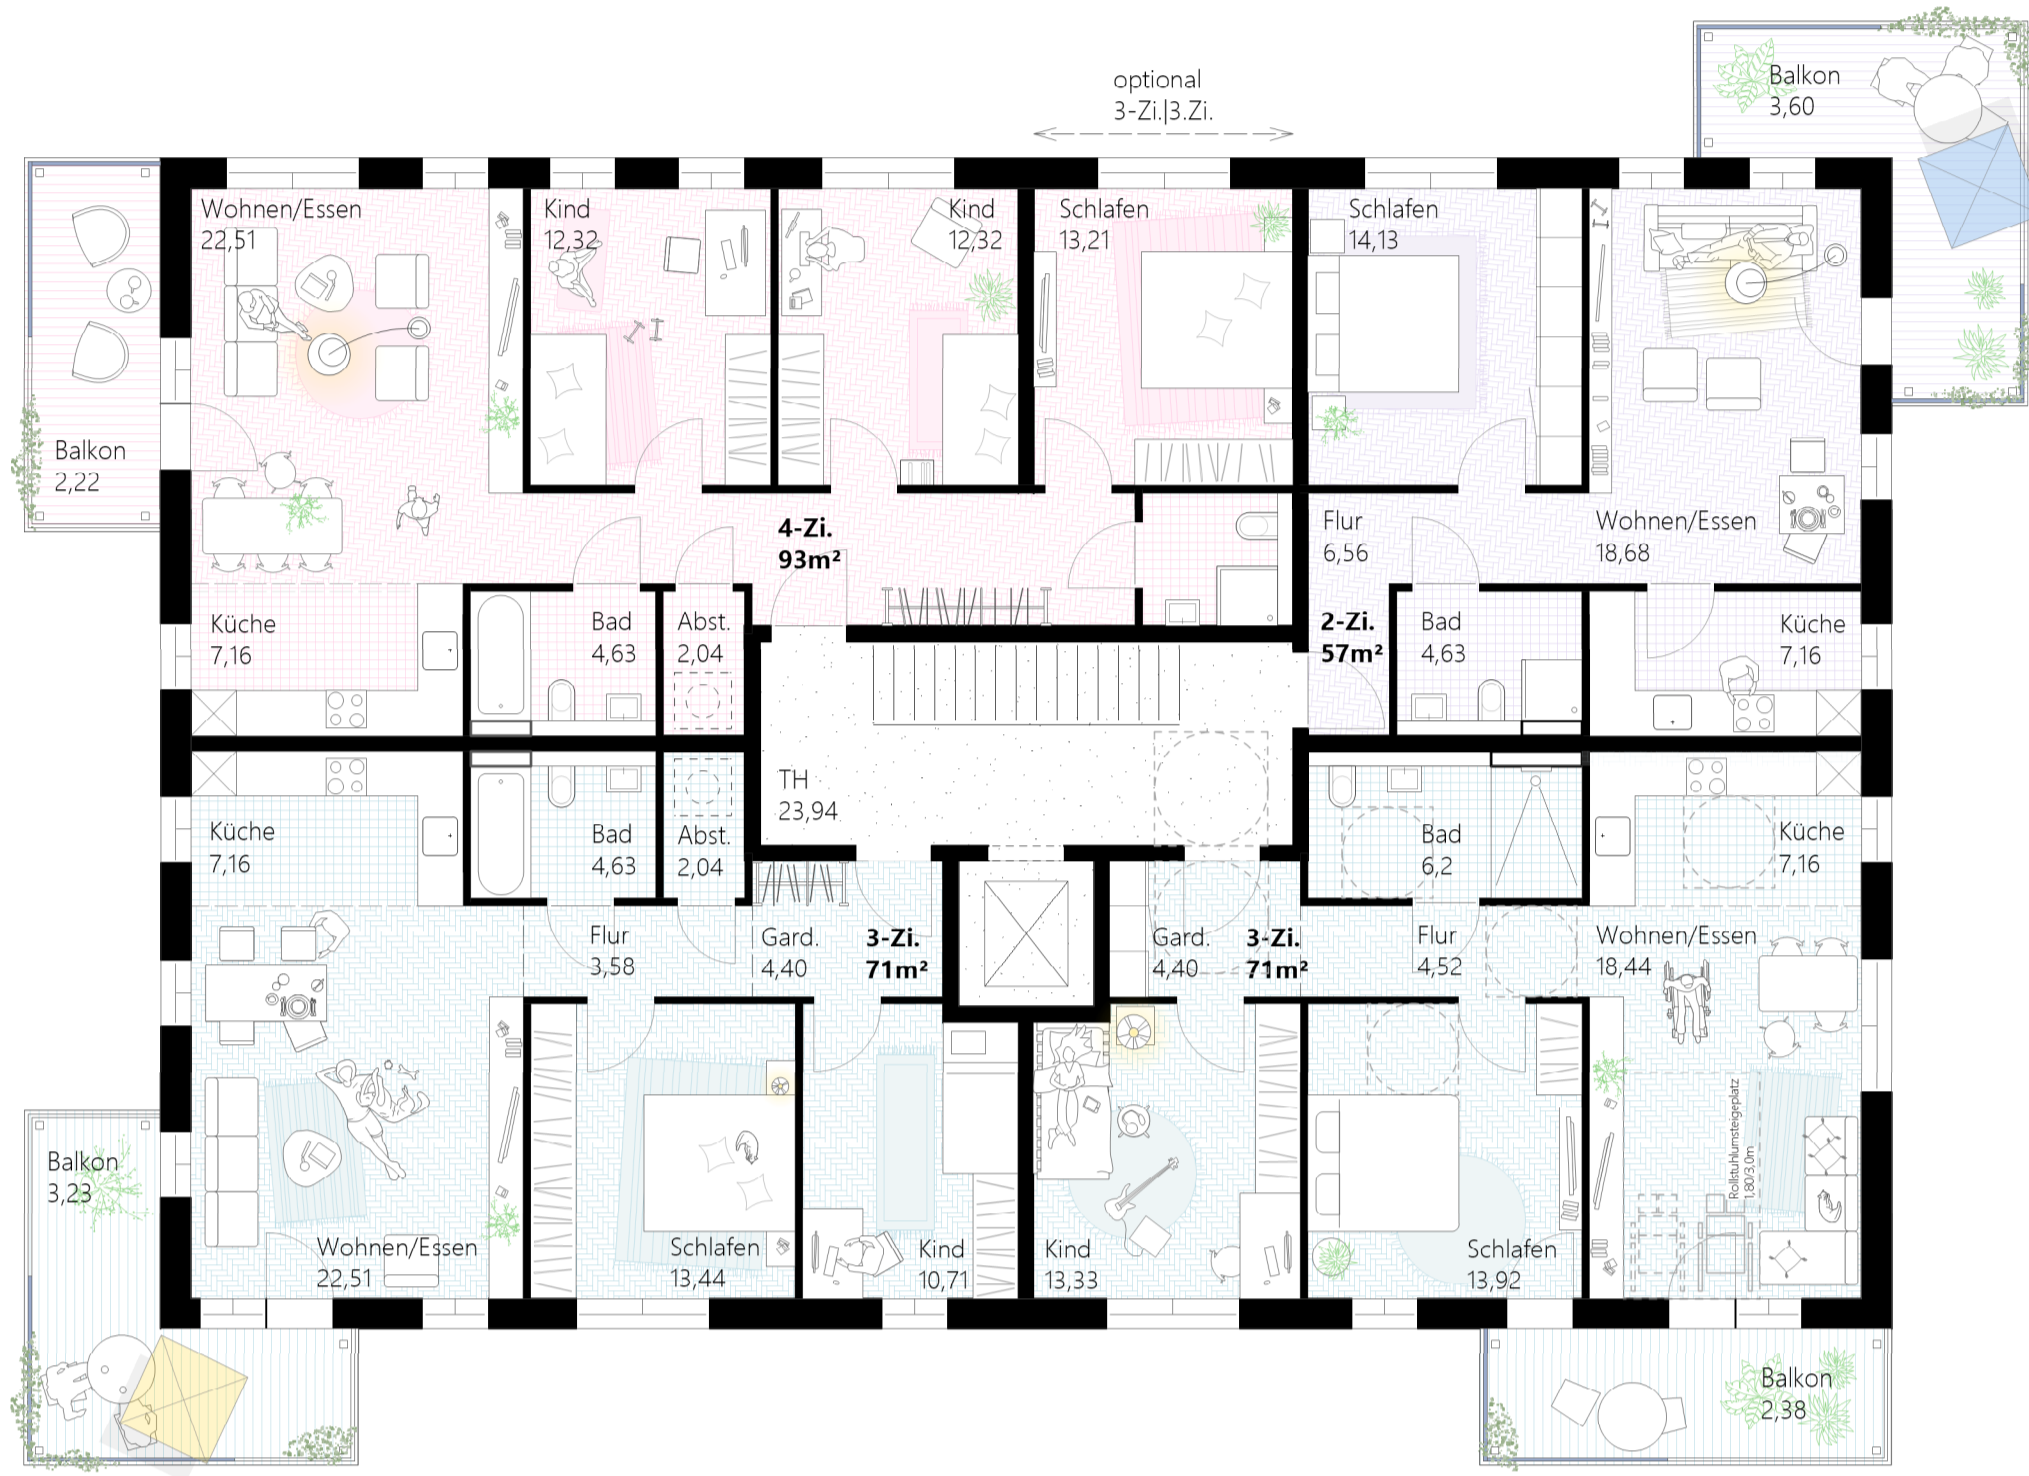 optional
3-Zi.|3.Zi.
Balkon
3,60
Wohnen/Essen
22,51
Kind
12,32
Kind
12,32
Schlafen
13,21
Schlafen
14,13
Balkon
2,22
4-Zi.
93m²
Flur
6,56
Wohnen/Essen
18,68
Küche
7,16
Bad
4,63
Abst.
2,04
2-Zi.
57m²
Bad
4,63
Küche
7,16
TH
23,94
Küche
7,16
Bad
4,63
Abst.
2,04
Bad
6,2
Küche
7,16
Flur
3,58
Gard.
4,40
3-Zi.
71m²
Gard.
4,40
3-Zi.
71m²
Flur
4,52
Wohnen/Essen
18,44
Rollstuhlumsteigeplatz
1,80/3,0m
Balkon
3,23
Wohnen/Essen
22,51
Schlafen
13,44
Kind
10,71
Kind
13,33
Schlafen
13,92
Balkon
2,38